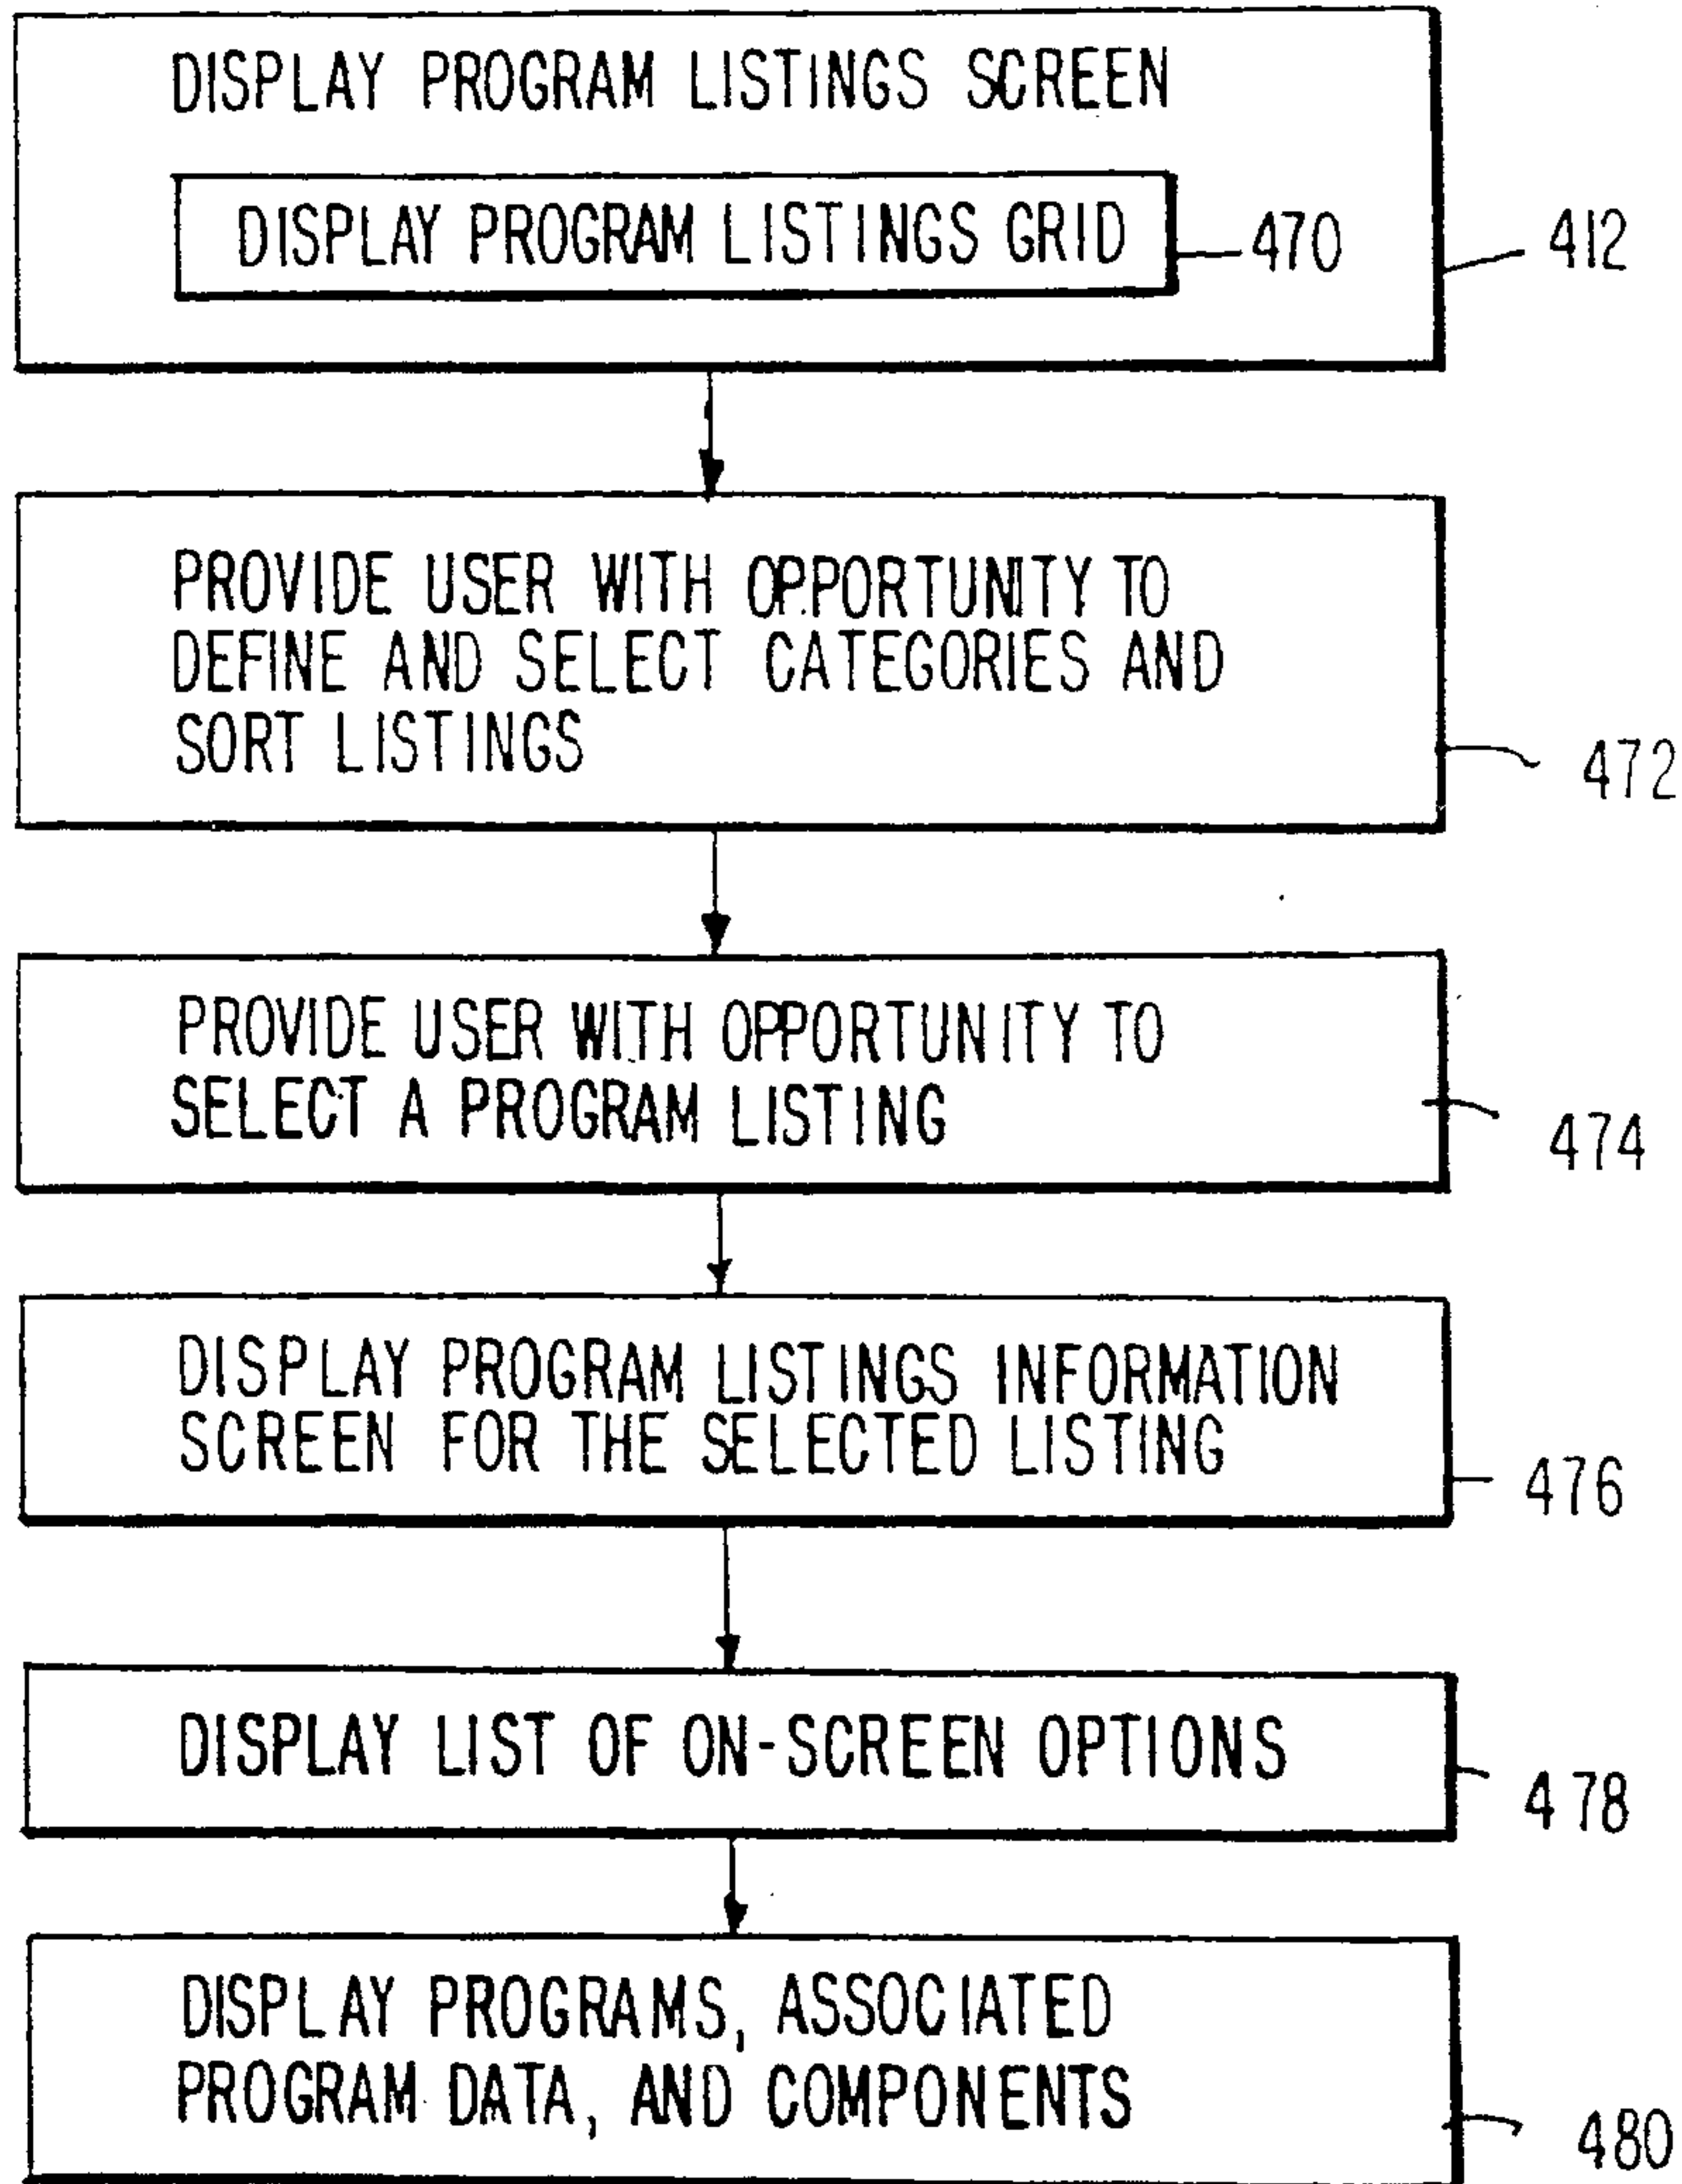 DISPLAY PROGRAM LISTINGS SCREEN
DISPLAY PROGRAM LISTINGS GRID
470
412
PROVIDE USER WITH OPPORTUNITY TO
DEFINE AND SELECT CATEGORIES AND
SORT LISTINGS
472
PROVIDE USER WITH OPPORTUNITY TO
SELECT A PROGRAM LISTING
474
DISPLAY PROGRAM LISTINGS INFORMATION
SCREEN FOR THE SELECTED LISTING
476
DISPLAY LIST OF ON-SCREEN OPTIONS
478
DISPLAY PROGRAMS, ASSOCIATED
PROGRAM DATA, AND COMPONENTS
480